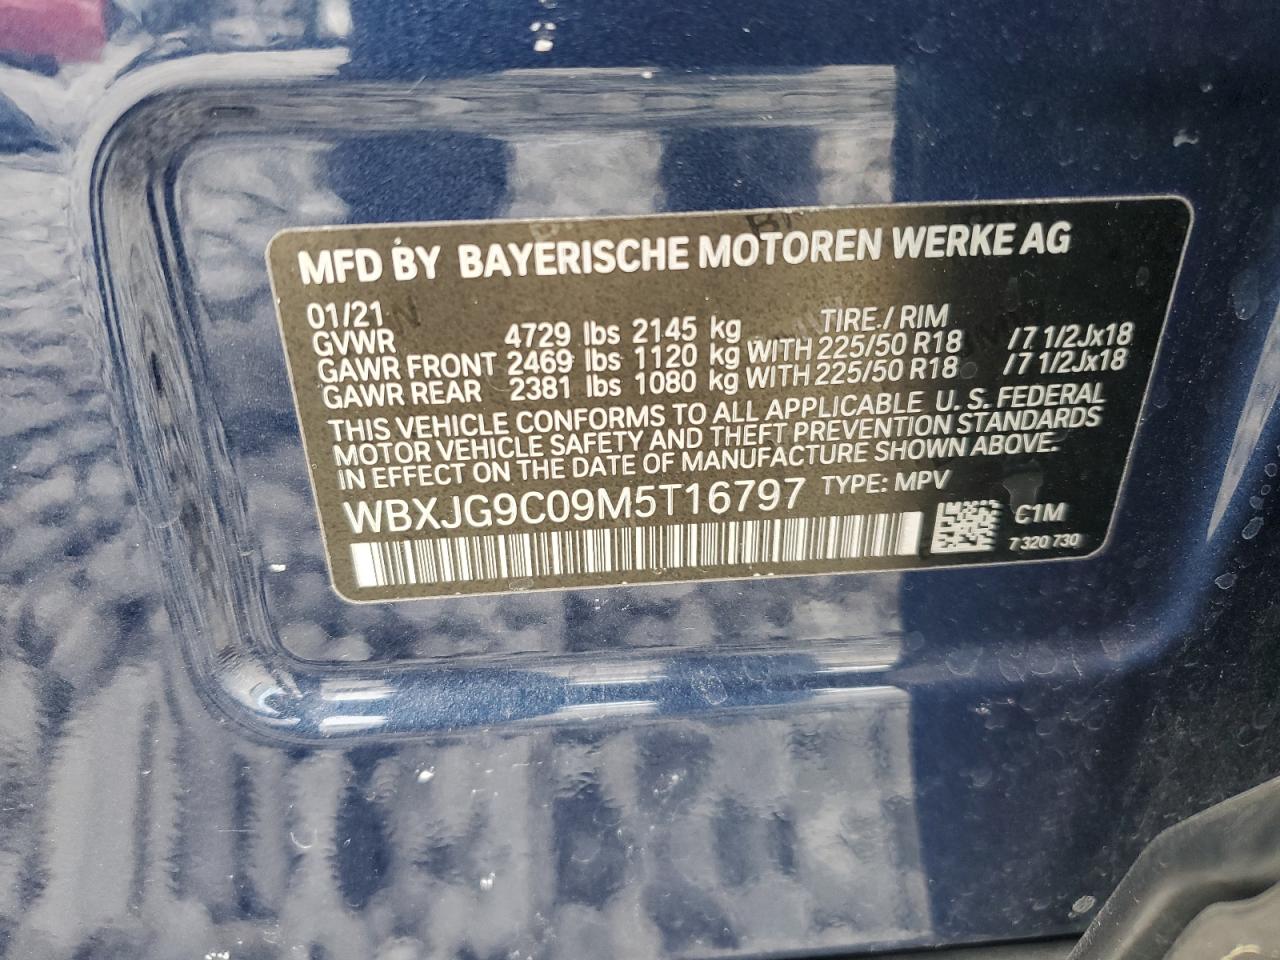 MFD BY BAYERISCHE MOTOREN WERKE AG
01/21 TIRE./ RIM
GVWR 4729 lbs 2145 kg
GAWR FRONT 2469 lbs 1120 kg WITH 225/50 R18 /7 1/2Jx18
GAWR REAR 2381 lbs 1080 kg WITH 225/50 R18 /7 1/2Jx18
THIS VEHICLE CONFORMS TO ALL APPLICABLE U. S. FEDERAL
MOTOR VEHICLE SAFETY AND THEFT PREVENTION STANDARDS
IN EFFECT ON THE DATE OF MANUFACTURE SHOWN ABOVE.
WBXJG9C09M5T16797 TYPE: MPV
C1M
7 320 730